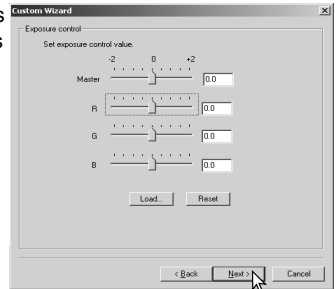 s
s
Custom Wizard
Exposure control
Set exposure control value.
-2 0 +2
Master 0.0
R 0.0
G 0.0
B 0.0
Load... Reset
< Back Next > Cancel